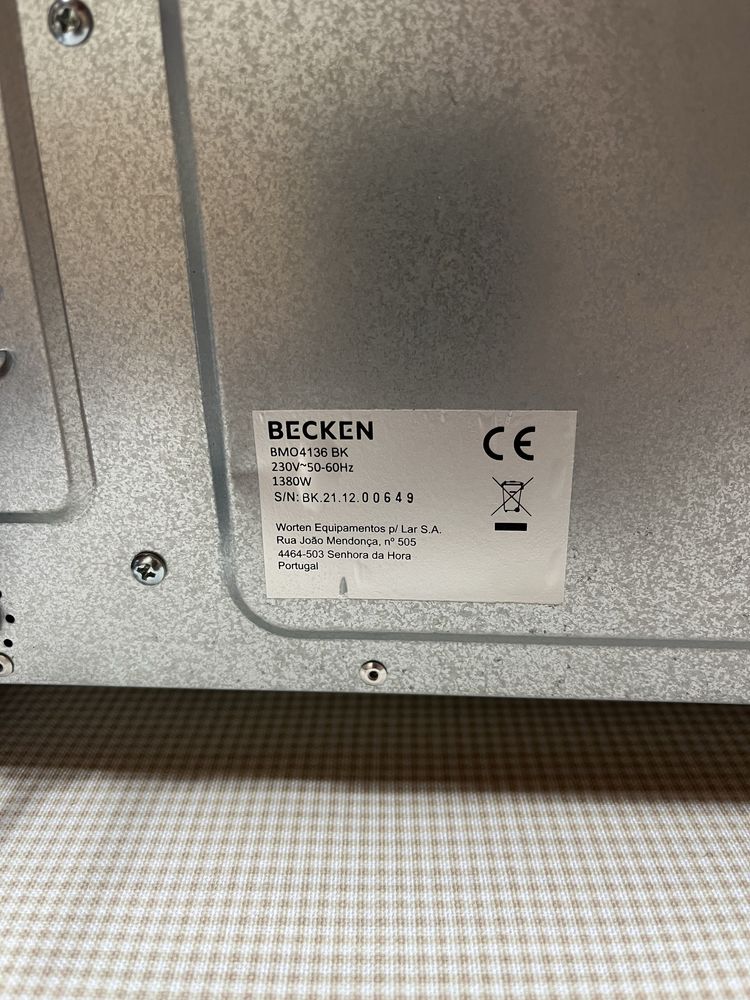 BECKEN
BMO4136 BK
230V~50-60Hz
1380W
S/N: BK.21.12.00649
CE
Worten Equipamentos p/ Lar S.A.
Rua João Mendonça, nº 505
4464-503 Senhora da Hora
Portugal